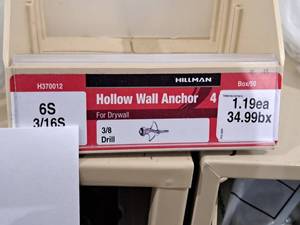 H370012
HILLMAN
Box/50
6S
3/16S
Hollow Wall Anchor 4
For Drywall
3/8
Drill
1.19ea
34.99bx